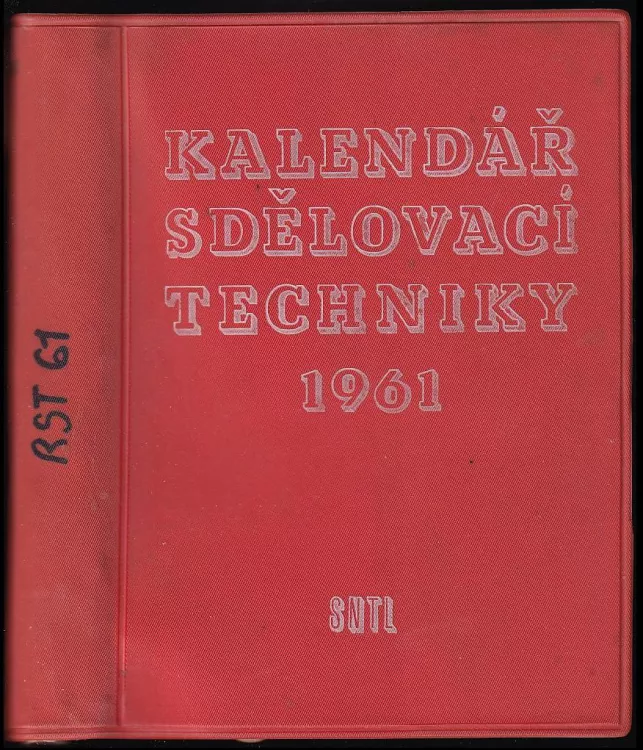 KALENDÁŘ
SDĚLOVACÍ
TECHNIKY
1961
SNTL
RST 61